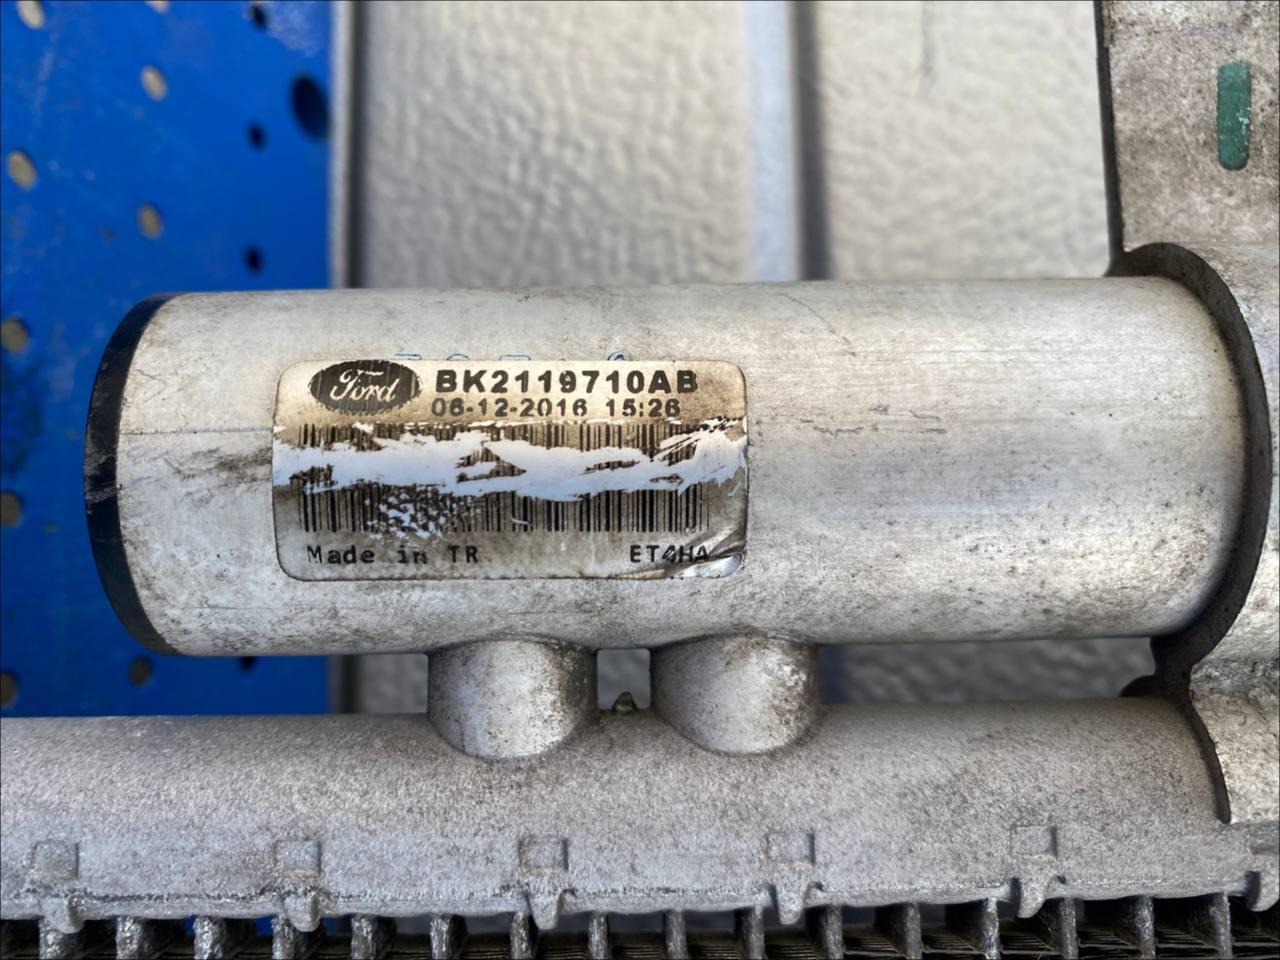 Ford
BK2119710AB
06-12-2016 15:26
Made in TR
ET4HA